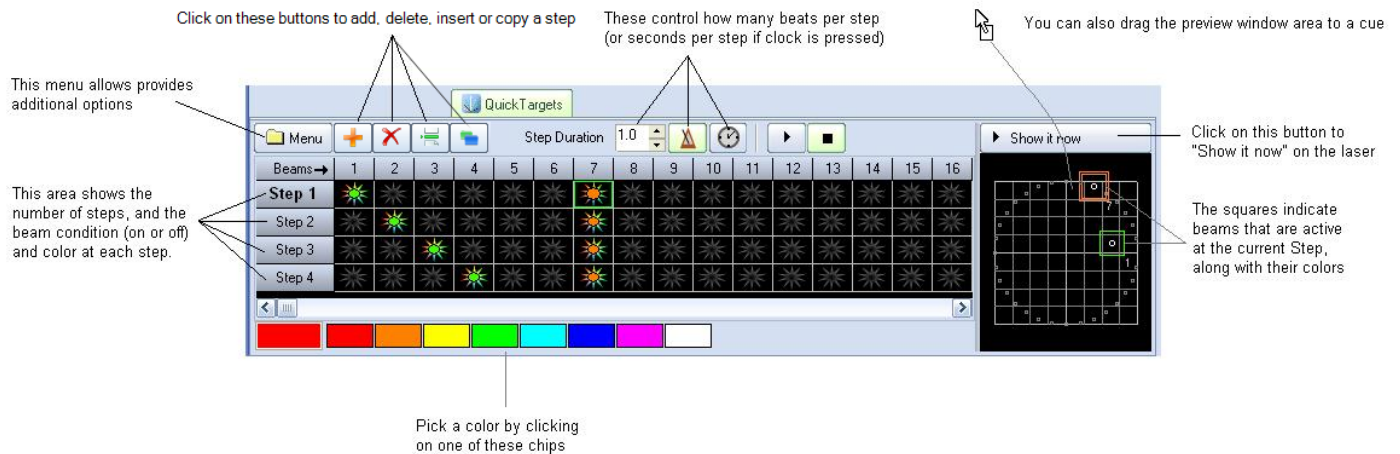 Click on these buttons to add, delete, insert or copy a step
These control how many beats per step
(or seconds per step if clock is pressed)
You can also drag the preview window area to a cue
This menu allows provides
additional options
QuickTargets
Menu
Step Duration
1.0
Show it now
Click on this button to
"Show it now" on the laser
Beams
1 2 3 4 5 6 7 8 9 10 11 12 13 14 15 16
Step 1
Step 2
Step 3
Step 4
This area shows the
number of steps, and the
beam condition (on or off)
and color at each step.
7
1
The squares indicate
beams that are active
at the current Step,
along with their colors
Pick a color by clicking
on one of these chips